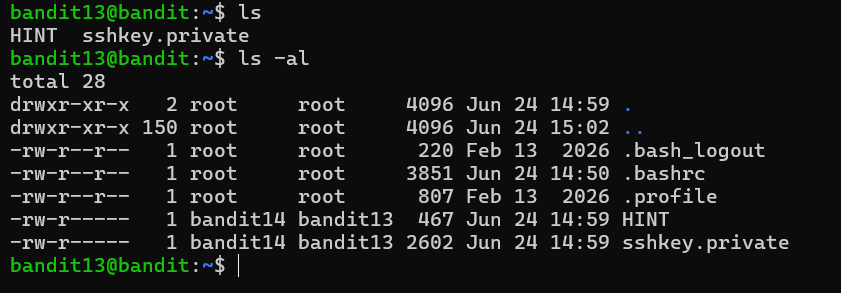 bandit13@bandit:~$ ls
HINT  sshkey.private
bandit13@bandit:~$ ls -al
total 28
drwxr-xr-x   2 root     root     4096 Jun 24 14:59 .
drwxr-xr-x 150 root     root     4096 Jun 24 15:02 ..
-rw-r--r--   1 root     root      220 Feb 13  2026 .bash_logout
-rw-r--r--   1 root     root     3851 Jun 24 14:50 .bashrc
-rw-r--r--   1 root     root      807 Feb 13  2026 .profile
-rw-r-----   1 bandit14 bandit13  467 Jun 24 14:59 HINT
-rw-r-----   1 bandit14 bandit13 2602 Jun 24 14:59 sshkey.private
bandit13@bandit:~$